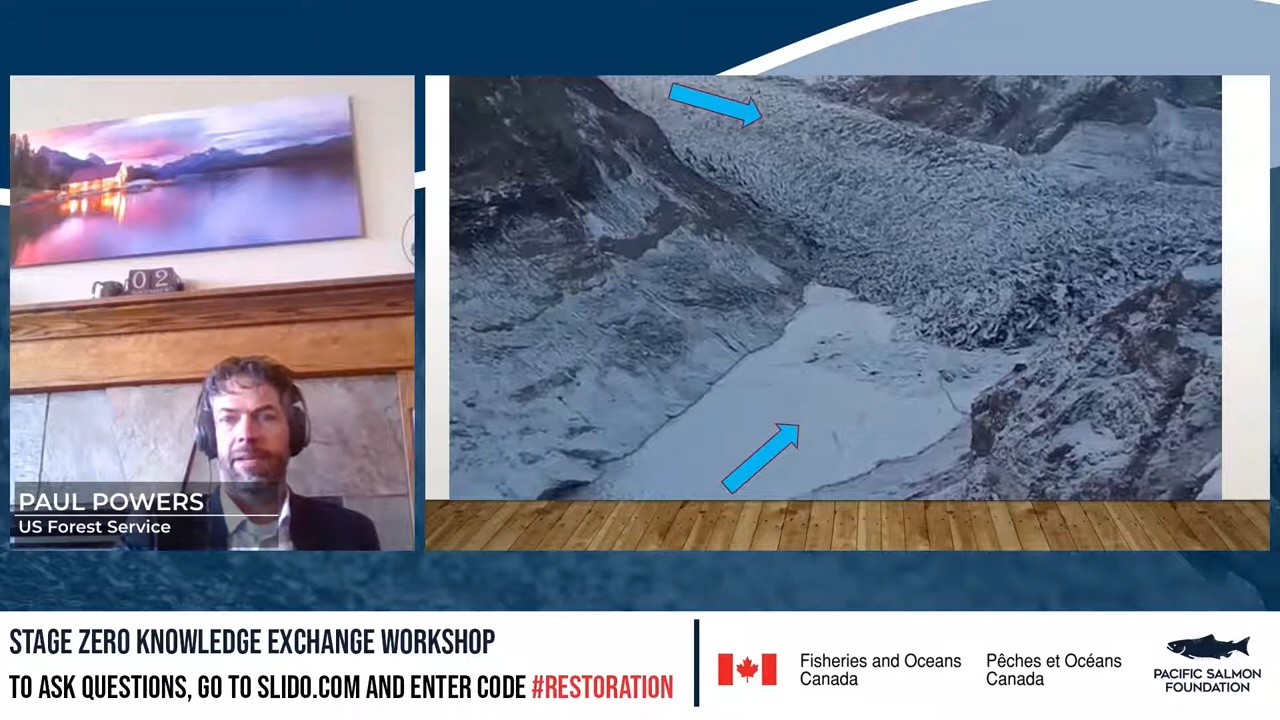 02
PAUL POWERS
US Forest Service
STAGE ZERO KNOWLEDGE EXCHANGE WORKSHOP
TO ASK QUESTIONS, GO TO SLIDO.COM AND ENTER CODE #RESTORATION
Fisheries and Oceans
Canada
Pêches et Océans
Canada
PACIFIC SALMON
FOUNDATION